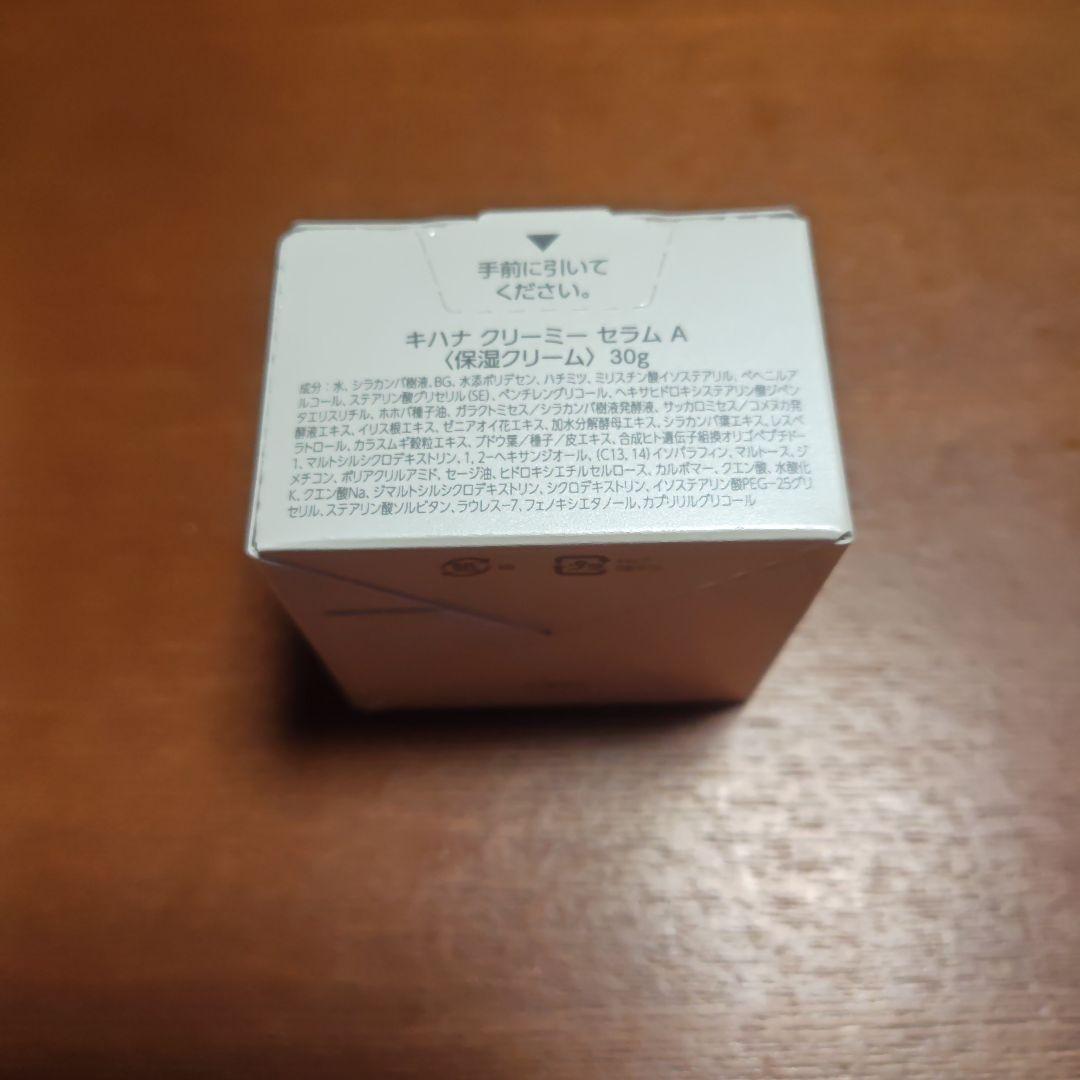 ▼
手前に引いて
ください。
キハナ クリーミー セラム A
〈保湿クリーム〉 30g
成分：水、シラカンバ樹液、BG、水添ポリデセン、ハチミツ、ミリスチン酸イソステアリル、ベヘニルア
ルコール、ステアリン酸グリセリル(SE)、ペンチレングリコール、ヘキサヒドロキシステアリン酸ジペン
タエリスリチル、ホホバ種子油、ガラクトミセス／シラカンバ樹液発酵液、サッカロミセス／コメヌカ発
酵液エキス、イリス根エキス、ゼニアオイ花エキス、加水分解酵母エキス、シラカンバ葉エキス、レスベ
ラトロール、カラスムギ穀粒エキス、ブドウ葉／種子／皮エキス、合成ヒト遺伝子組換オリゴペプチド-
1、マルトシルシクロデキストリン、1, 2-ヘキサンジオール、(C13, 14)イソパラフィン、マルトース、ジ
メチコン、ポリアクリルアミド、セージ油、ヒドロキシエチルセルロース、カルボマー、クエン酸、水酸化
K、クエン酸Na、ジマルトシルシクロデキストリン、シクロデキストリン、イソステアリン酸PEG-25グリ
セリル、ステアリン酸ソルビタン、ラウレス-7、フェノキシエタノール、カプリリルグリコール